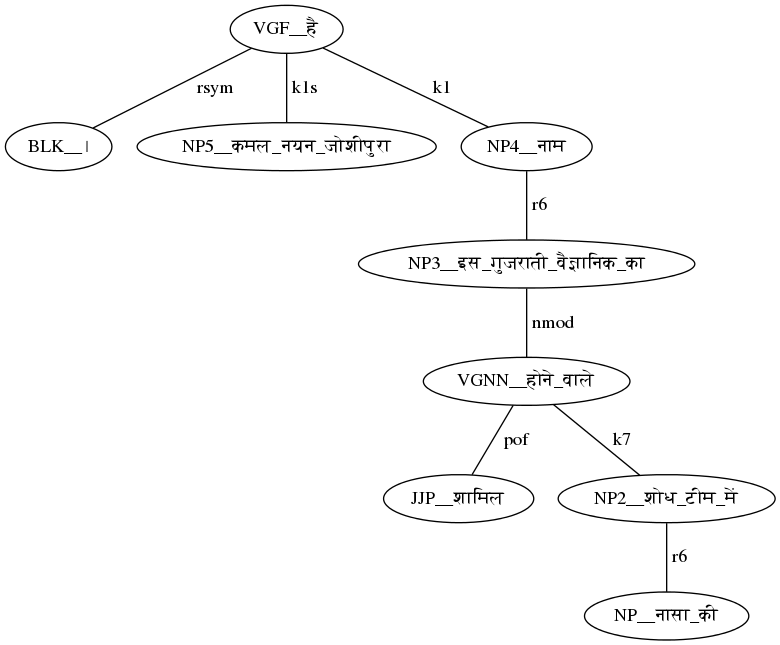 VGF__है
rsym k1s k1
BLK__। NP5__कमल_नयन_जोशीपुरा NP4__नाम
r6
NP3__इस_गुजराती_वैज्ञानिक_का
nmod
VGNN__होने_वाले
pof k7
JJP__शामिल NP2__शोध_टीम_में
r6
NP__नासा_की